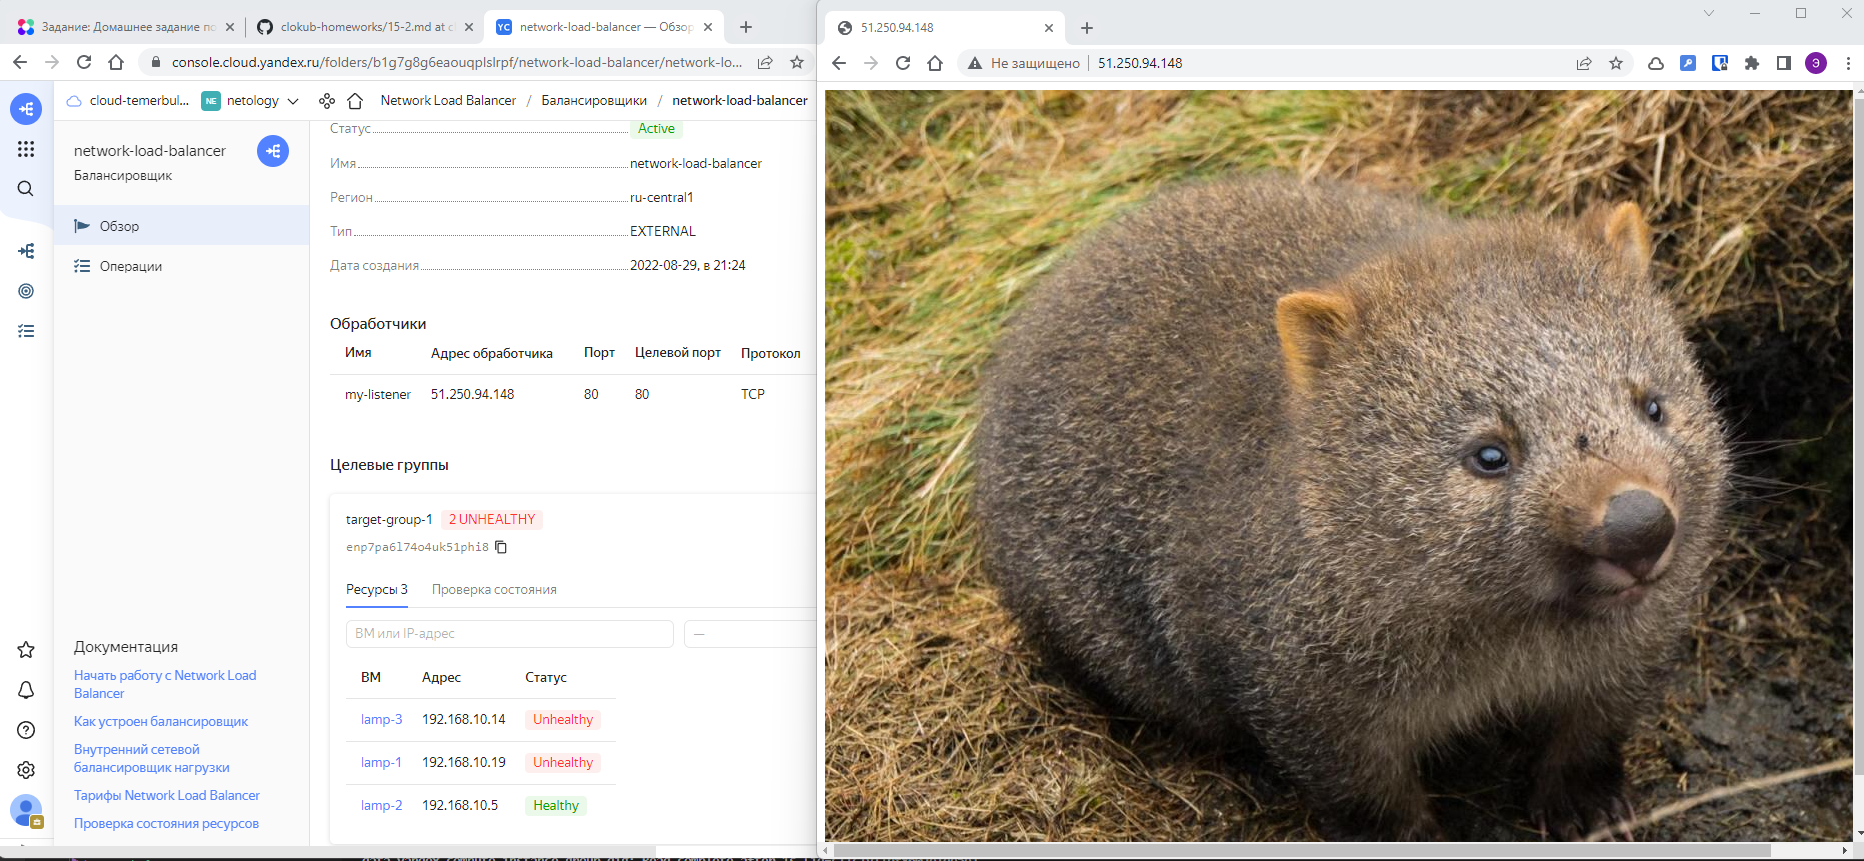 Задание: Домашнее задание по
clokub-homeworks/15-2.md at c
network-load-balancer — Обзор
console.cloud.yandex.ru/folders/b1g7g8g6eaouqplslrpf/network-load-balancer/network-lo...
cloud-temerbul...
NE
netology
Network Load Balancer / Балансировщики / network-load-balancer
network-load-balancer
Балансировщик
Обзор
Операции
Документация
Начать работу с Network Load
Balancer
Как устроен балансировщик
Внутренний сетевой
балансировщик нагрузки
Тарифы Network Load Balancer
Проверка состояния ресурсов
Статус Active
Имя network-load-balancer
Регион ru-central1
Тип EXTERNAL
Дата создания 2022-08-29, в 21:24
Обработчики
Имя Адрес обработчика Порт Целевой порт Протокол
my-listener 51.250.94.148 80 80 TCP
Целевые группы
target-group-1 2 UNHEALTHY
enp7pa6l74o4uk51phi8
Ресурсы 3 Проверка состояния
ВМ или IP-адрес —
ВМ Адрес Статус
lamp-3 192.168.10.14 Unhealthy
lamp-1 192.168.10.19 Unhealthy
lamp-2 192.168.10.5 Healthy
51.250.94.148
Не защищено 51.250.94.148
Э